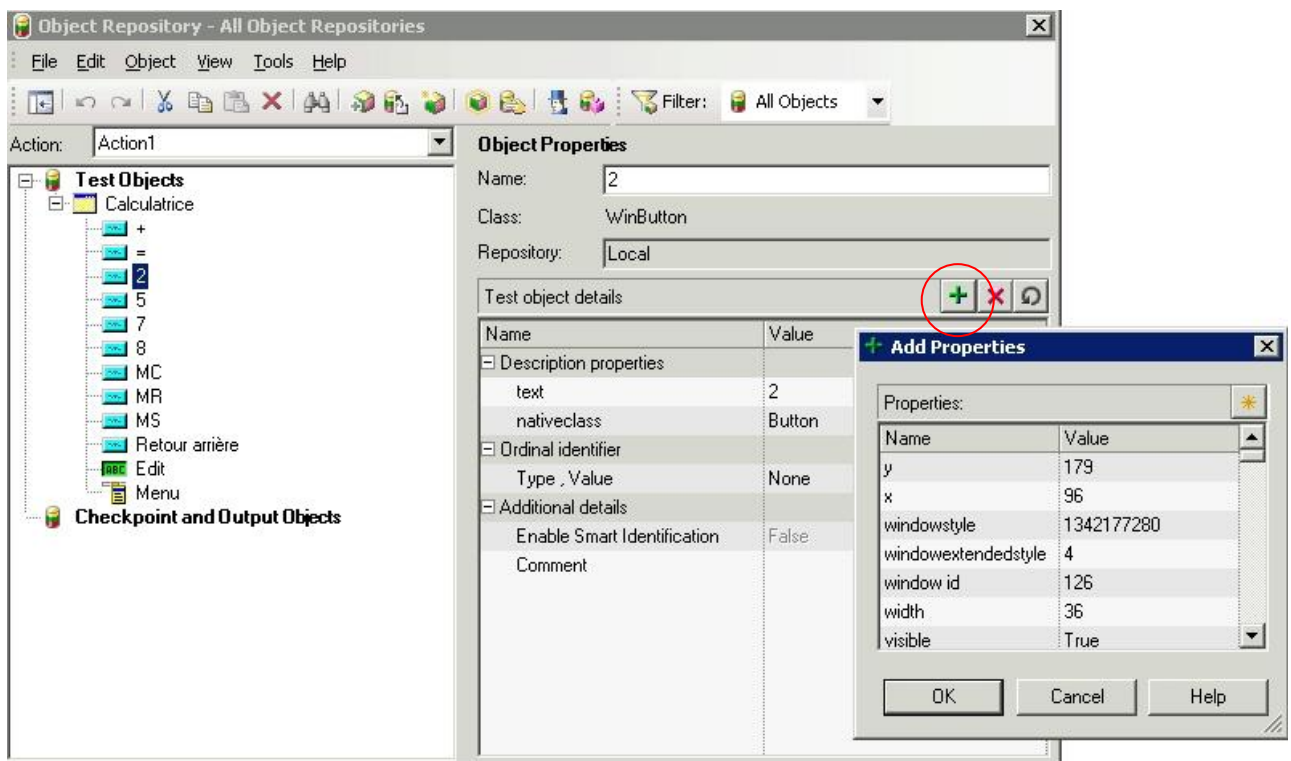 Object Repository - All Object Repositories
File Edit Object View Tools Help
Filter: All Objects
Action: Action1
Test Objects
Calculatrice
+
=
2
5
7
8
MC
MR
MS
Retour arrière
ABC Edit
Menu
Checkpoint and Output Objects
Object Properties
Name: 2
Class: WinButton
Repository: Local
Test object details
Name Value
Description properties
text 2
nativeclass Button
Ordinal identifier
Type , Value None
Additional details
Enable Smart Identification False
Comment
Add Properties
Properties:
Name Value
y 179
x 96
windowstyle 1342177280
windowextendedstyle 4
window id 126
width 36
visible True
OK Cancel Help